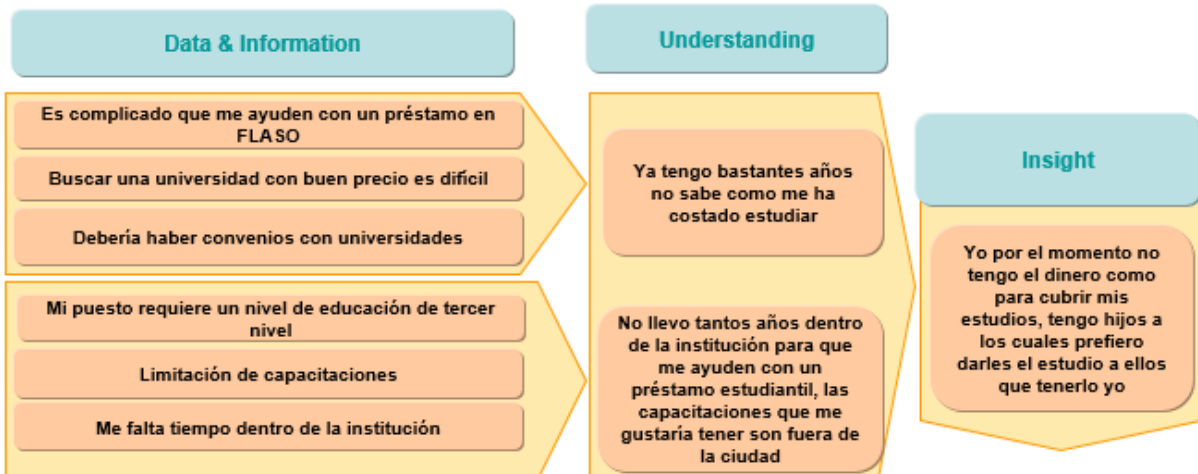 Data & Information
Es complicado que me ayuden con un préstamo en
FLASO
Buscar una universidad con buen precio es difícil
Debería haber convenios con universidades
Mi puesto requiere un nivel de educación de tercer
nivel
Limitación de capacitaciones
Me falta tiempo dentro de la institución
Understanding
Ya tengo bastantes años
no sabe como me ha
costado estudiar
No llevo tantos años dentro
de la institución para que
me ayuden con un
préstamo estudiantil, las
capacitaciones que me
gustaría tener son fuera de
la ciudad
Insight
Yo por el momento no
tengo el dinero como
para cubrir mis
estudios, tengo hijos a
los cuales prefiero
darles el estudio a ellos
que tenerlo yo